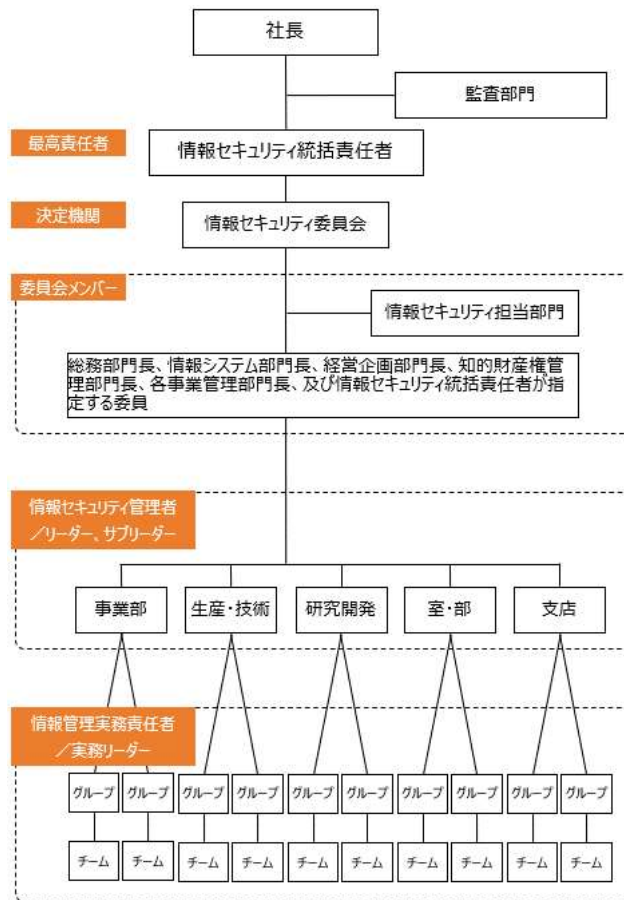 社長
監査部門
最高責任者
情報セキュリティ統括責任者
決定機関
情報セキュリティ委員会
委員会メンバー
情報セキュリティ担当部門
総務部門長、情報システム部門長、経営企画部門長、知的財産権管
理部門長、各事業管理部門長、及び情報セキュリティ統括責任者が指
定する委員
情報セキュリティ管理者
／リーダー、サブリーダー
事業部
生産・技術
研究開発
室・部
支店
情報管理実務責任者
／実務リーダー
グループ
グループ
グループ
グループ
グループ
グループ
グループ
グループ
グループ
グループ
チーム
チーム
チーム
チーム
チーム
チーム
チーム
チーム
チーム
チーム